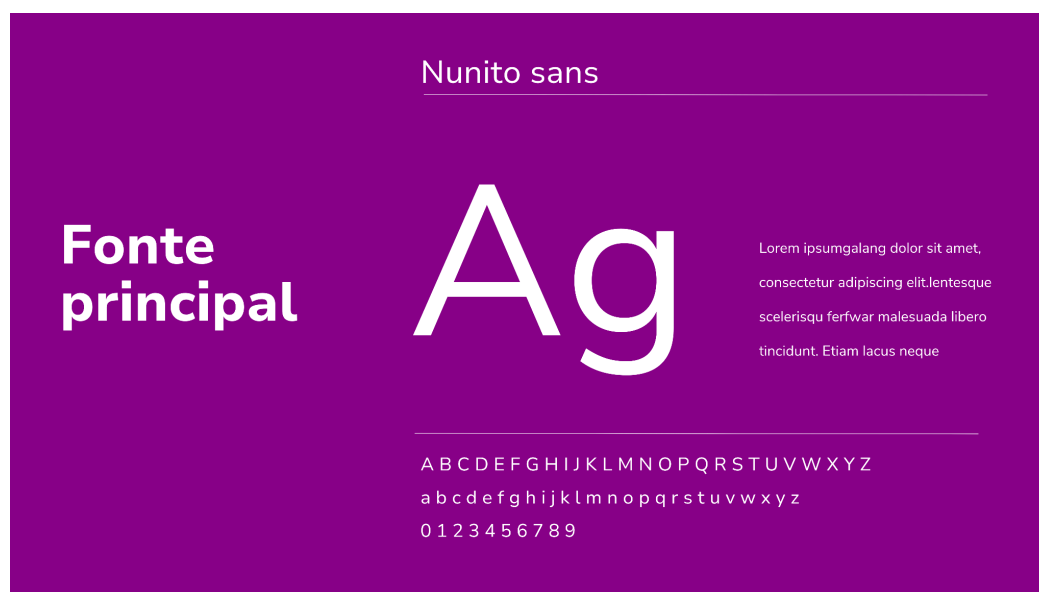 Nunito sans
Fonte
principal
Ag
Lorem ipsumgalang dolor sit amet,
consectetur adipiscing elit.lentesque
scelerisqu ferfwar malesuada libero
tincidunt. Etiam lacus neque
A B C D E F G H I J K L M N O P Q R S T U V W X Y Z
a b c d e f g h i j k l m n o p q r s t u v w x y z
0 1 2 3 4 5 6 7 8 9